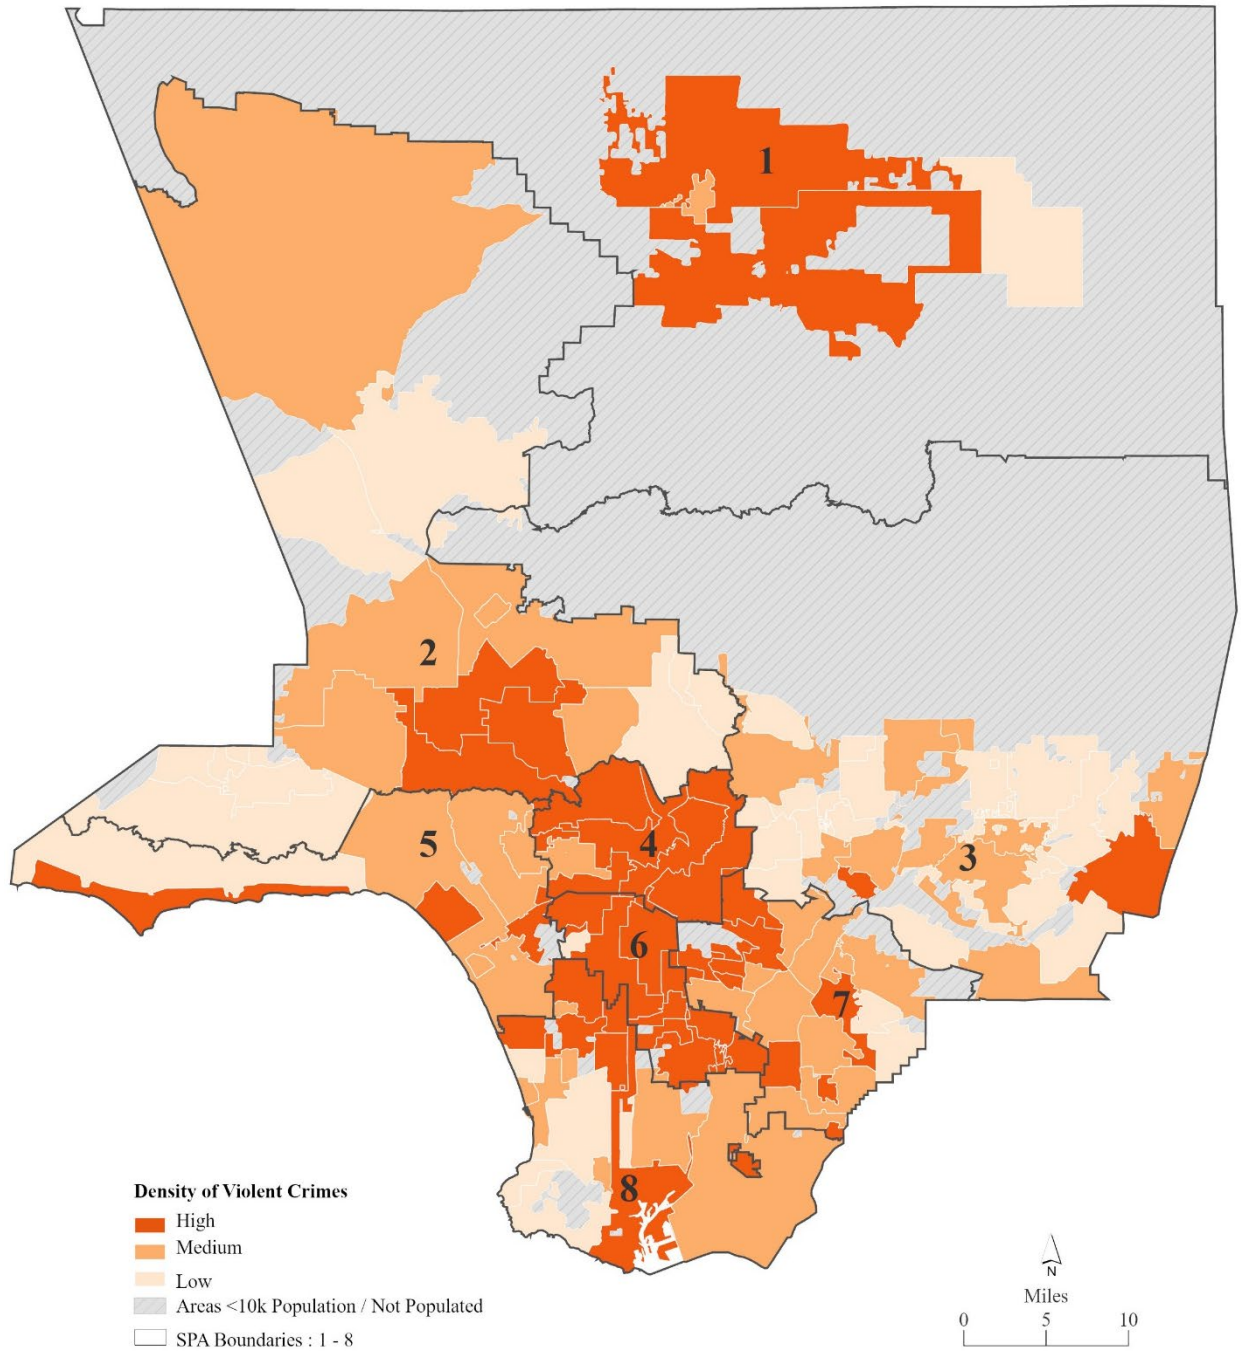 1
2
5
4
3
6
7
8
Density of Violent Crimes
High
Medium
Low
Areas <10k Population / Not Populated
SPA Boundaries : 1 - 8
N
Miles
0 5 10